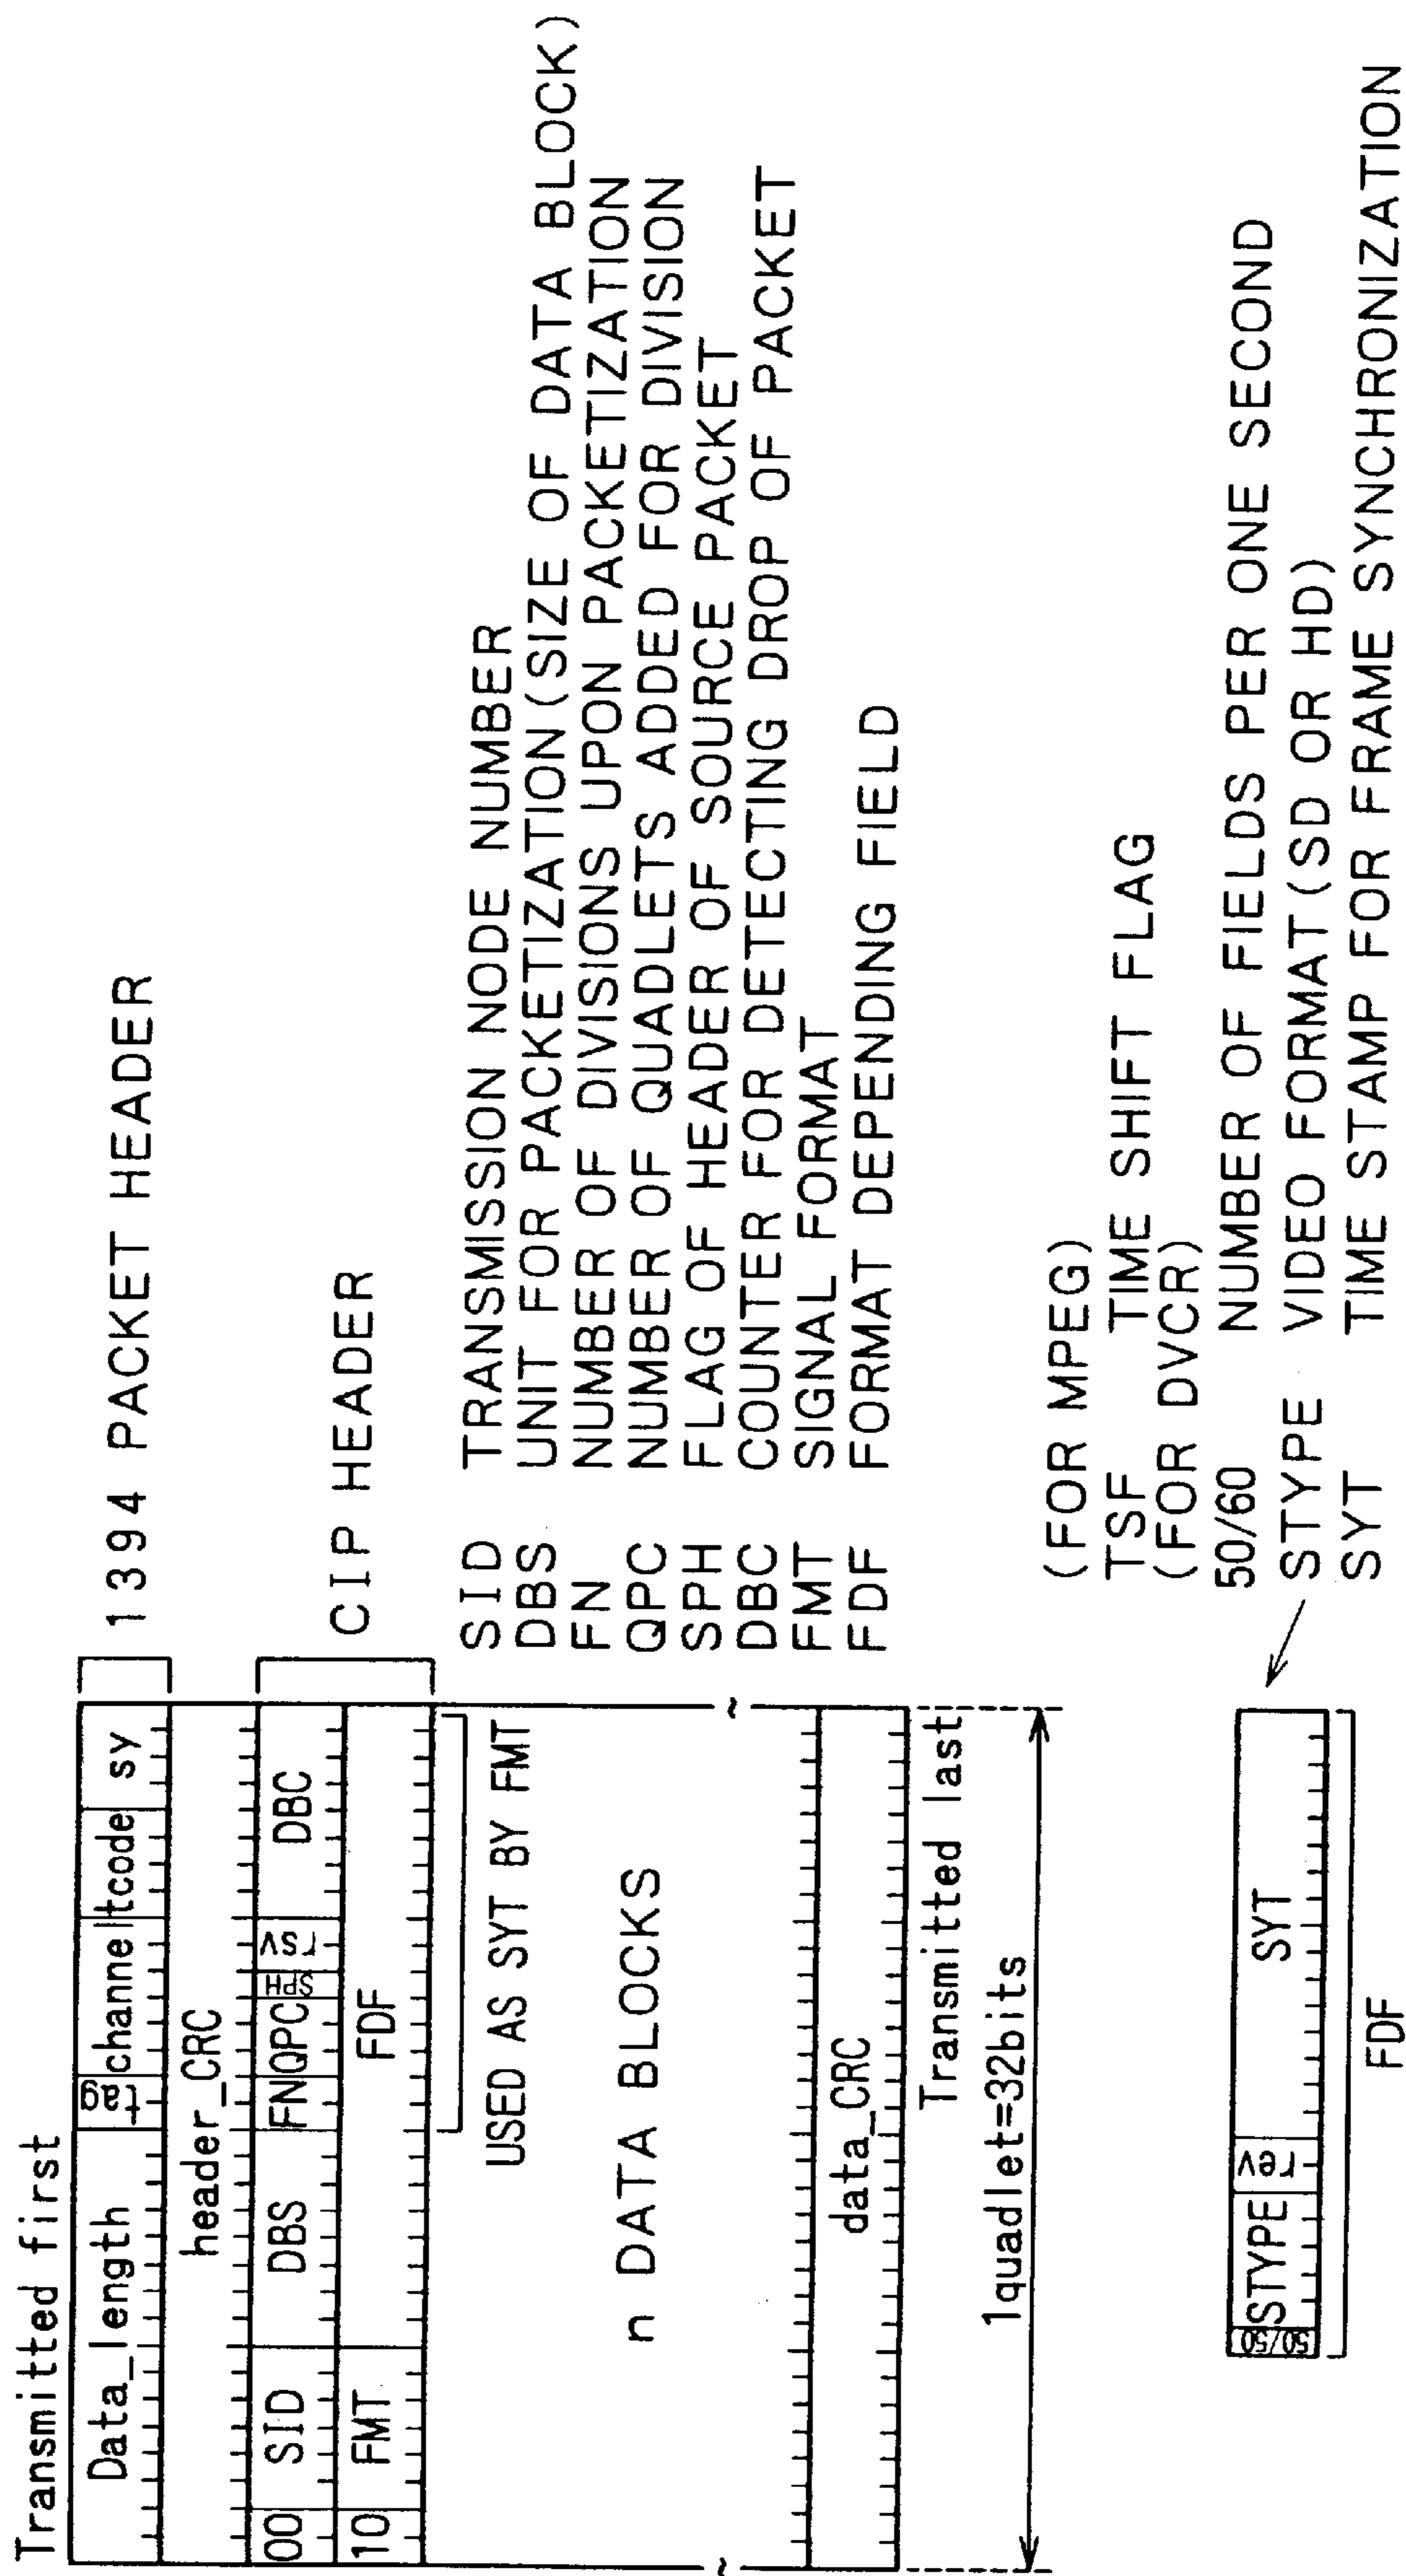 Transmitted first
Data_length tag channel tcode sy
1394 PACKET HEADER
header_CRC
00 SID DBS FN QPC SPH rsv DBC
10 FMT FDF
CIP HEADER
USED AS SYT BY FMT
n DATA BLOCKS
data_CRC
Transmitted last
1quadlet=32bits
SID TRANSMISSION NODE NUMBER
DBS UNIT FOR PACKETIZATION(SIZE OF DATA BLOCK)
FN NUMBER OF DIVISIONS UPON PACKETIZATION
QPC NUMBER OF QUADLETS ADDED FOR DIVISION
SPH FLAG OF HEADER OF SOURCE PACKET
DBC COUNTER FOR DETECTING DROP OF PACKET
FMT SIGNAL FORMAT
FDF FORMAT DEPENDING FIELD
(FOR MPEG)
TSF TIME SHIFT FLAG
(FOR DVCR)
50/60 NUMBER OF FIELDS PER ONE SECOND
STYPE VIDEO FORMAT(SD OR HD)
SYT TIME STAMP FOR FRAME SYNCHRONIZATION
50/50 STYPE rev SYT
FDF